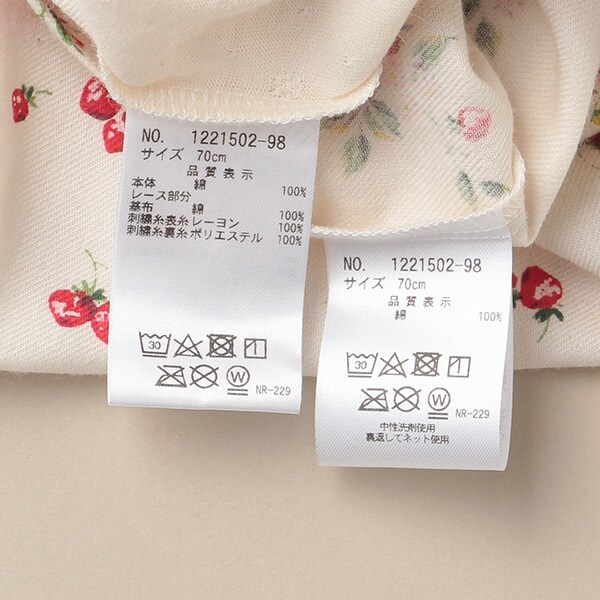 NO. 1221502-98
サイズ 70cm
品質表示
本体 綿 100%
レース部分
基布 綿 100%
刺繍糸表糸レーヨン 100%
刺繍糸裏糸ポリエステル 100%
30
W
NR-229
NO. 1221502-98
サイズ 70cm
品質表示
綿 100%
30
W
NR-229
中性洗剤使用
裏返してネット使用